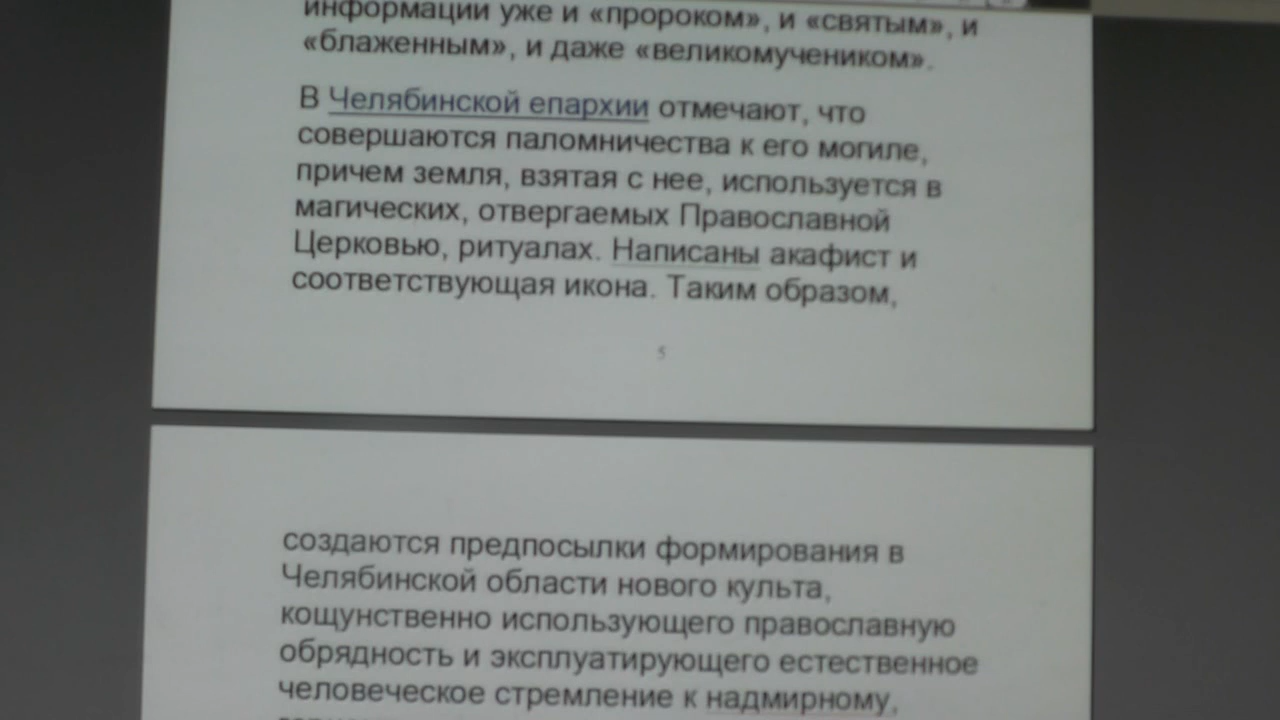 информации уже и «пророком», и «святым», и
«блаженным», и даже «великомучеником».
В Челябинской епархии отмечают, что
совершаются паломничества к его могиле,
причем земля, взятая с нее, используется в
магических, отвергаемых Православной
Церковью, ритуалах. Написаны акафист и
соответствующая икона. Таким образом,
5
создаются предпосылки формирования в
Челябинской области нового культа,
кощунственно использующего православную
обрядность и эксплуатирующего естественное
человеческое стремление к надмирному,